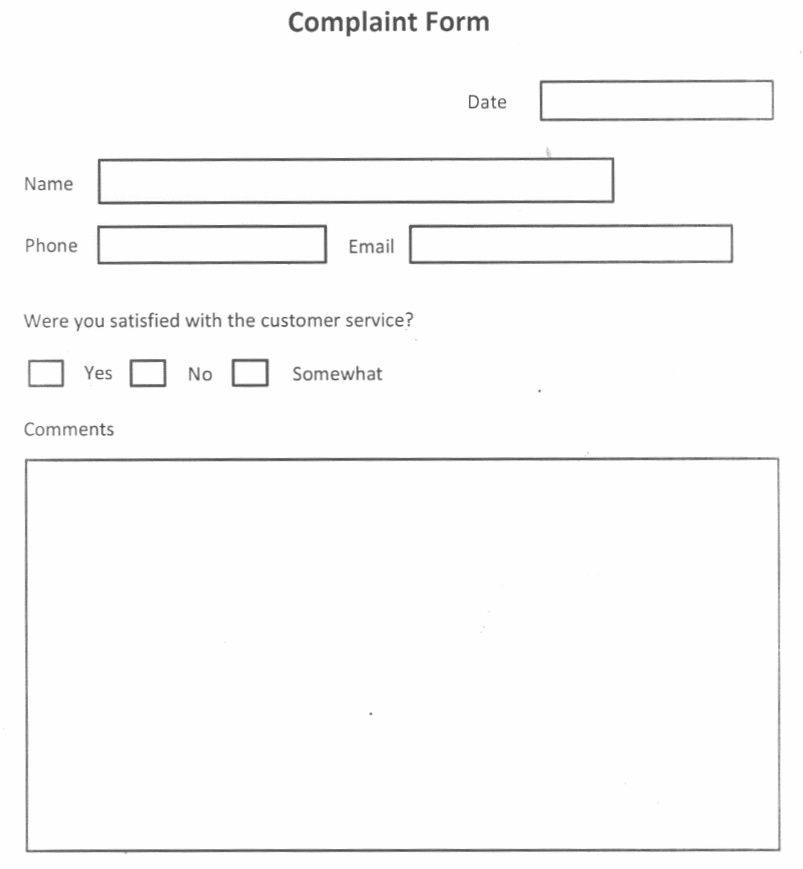 Complaint Form
Date
Name
Phone Email
Were you satisfied with the customer service?
Yes No Somewhat
Comments